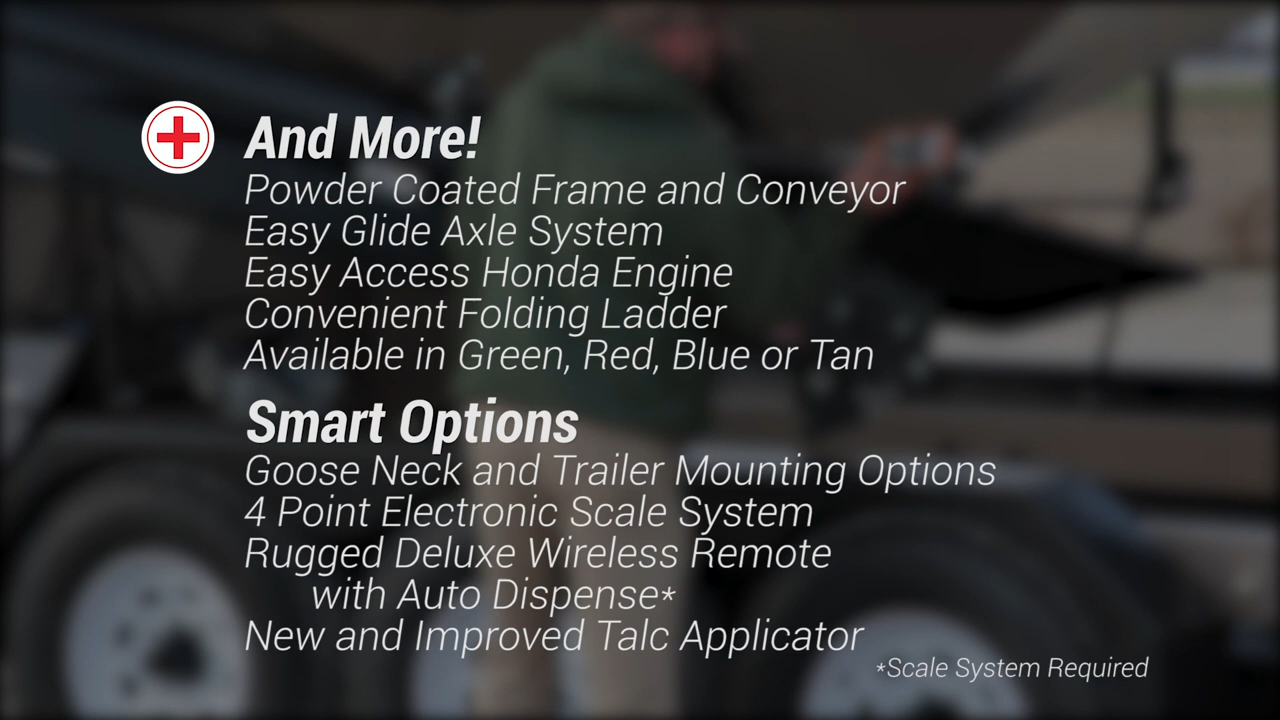 And More!
Powder Coated Frame and Conveyor
Easy Glide Axle System
Easy Access Honda Engine
Convenient Folding Ladder
Available in Green, Red, Blue or Tan
Smart Options
Goose Neck and Trailer Mounting Options
4 Point Electronic Scale System
Rugged Deluxe Wireless Remote
with Auto Dispense*
New and Improved Talc Applicator
*Scale System Required